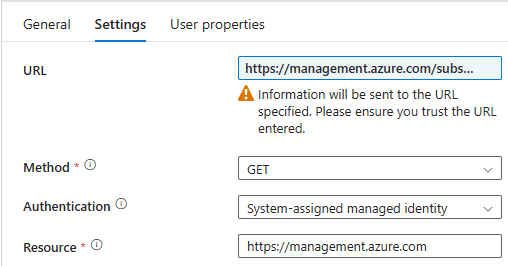 General Settings User properties
URL https://management.azure.com/subs...
Information will be sent to the URL
specified. Please ensure you trust the URL
entered.
Method * GET
Authentication System-assigned managed identity
Resource * https://management.azure.com